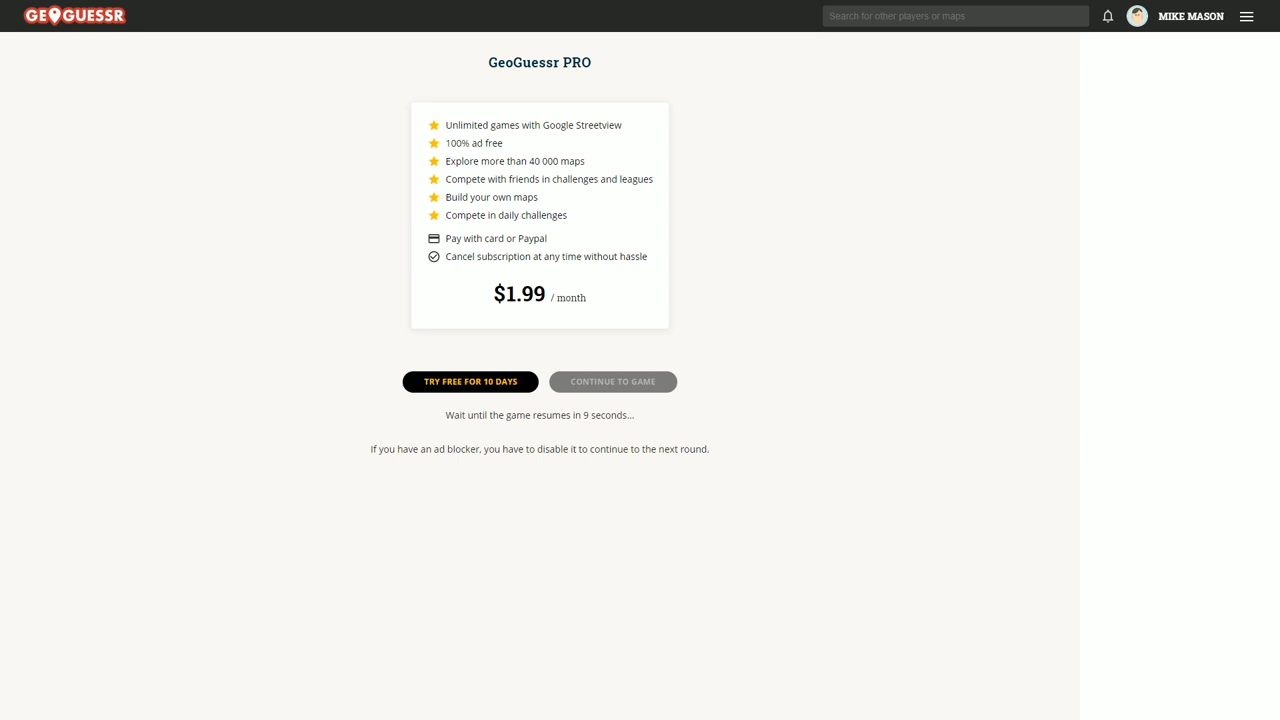 GEOGUESSR
Search for other players or maps
MIKE MASON
GeoGuessr PRO
Unlimited games with Google Streetview
100% ad free
Explore more than 40 000 maps
Compete with friends in challenges and leagues
Build your own maps
Compete in daily challenges
Pay with card or Paypal
Cancel subscription at any time without hassle
$1.99 / month
TRY FREE FOR 10 DAYS
CONTINUE TO GAME
Wait until the game resumes in 9 seconds...
If you have an ad blocker, you have to disable it to continue to the next round.